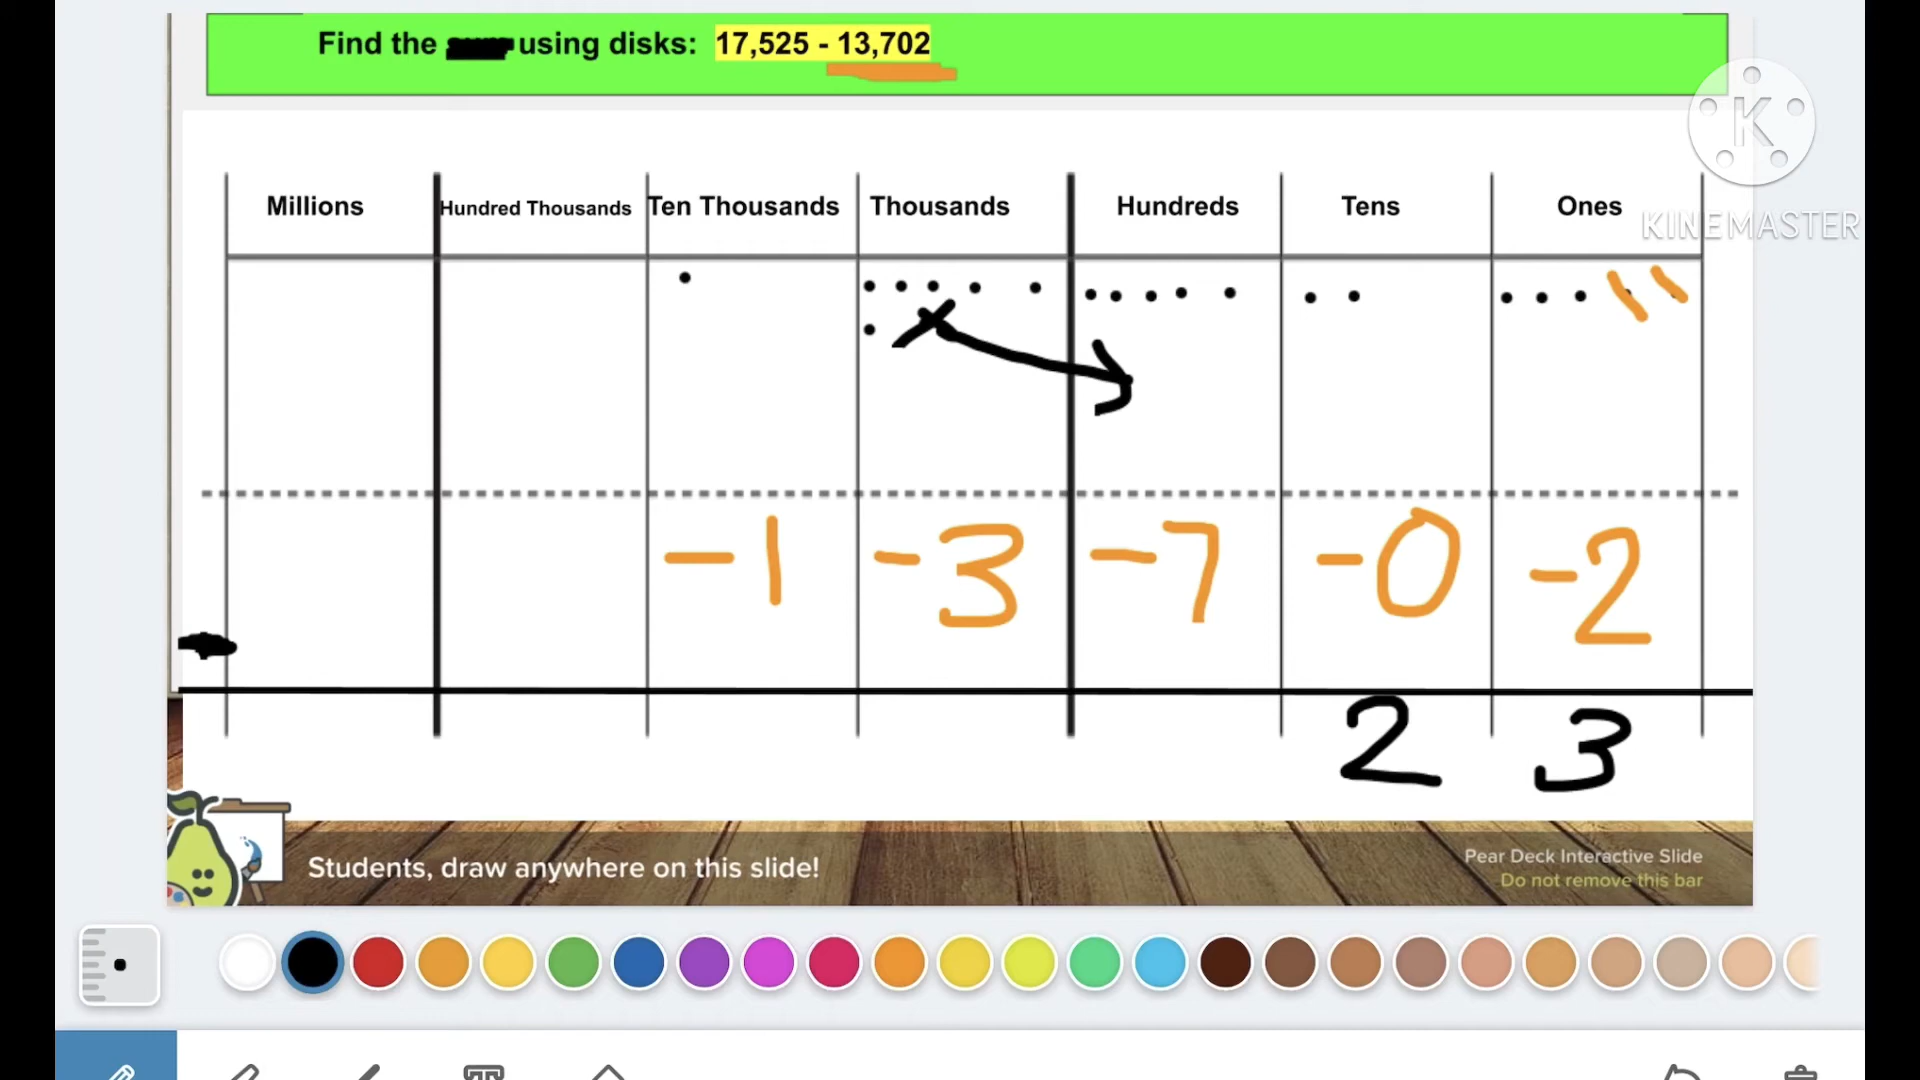 Find the using disks: 17,525 - 13,702
K
KINEMASTER
Millions Hundred Thousands Ten Thousands Thousands Hundreds Tens Ones
-1 -3 -7 -0 -2
2 3
Students, draw anywhere on this slide!
Pear Deck Interactive Slide
Do not remove this bar